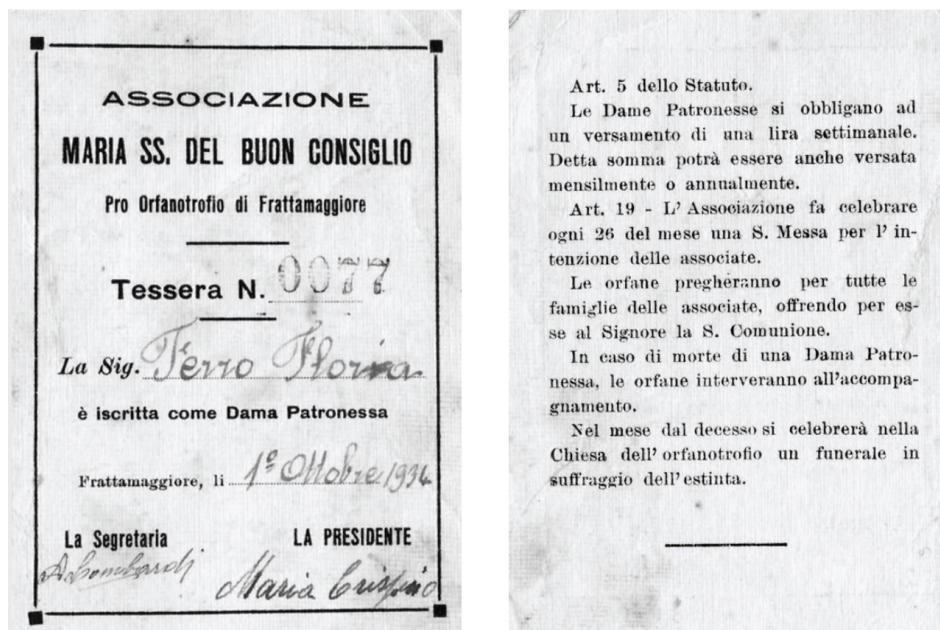 ASSOCIAZIONE
MARIA SS. DEL BUON CONSIGLIO
Pro Orfanotrofio di Frattamaggiore
Tessera N. 0077
La Sig. Ferro Florina
è iscritta come Dama Patronessa
Frattamaggiore, li 1º Ottobre 1934
La Segretaria LA PRESIDENTE
A Lombardi Maria Crispino
Art. 5 dello Statuto.
Le Dame Patronesse si obbligano ad
un versamento di una lira settimanale.
Detta somma potrà essere anche versata
mensilmente o annualmente.
Art. 19 - L' Associazione fa celebrare
ogni 26 del mese una S. Messa per l' in-
tenzione delle associate.
Le orfane pregheranno per tutte le
famiglie delle associate, offrendo per es-
se al Signore la S. Comunione.
In caso di morte di una Dama Patro-
nessa, le orfane interveranno all'accompa-
gnamento.
Nel mese dal decesso si celebrerà nella
Chiesa dell' orfanotrofio un funerale in
suffraggio dell' estinta.